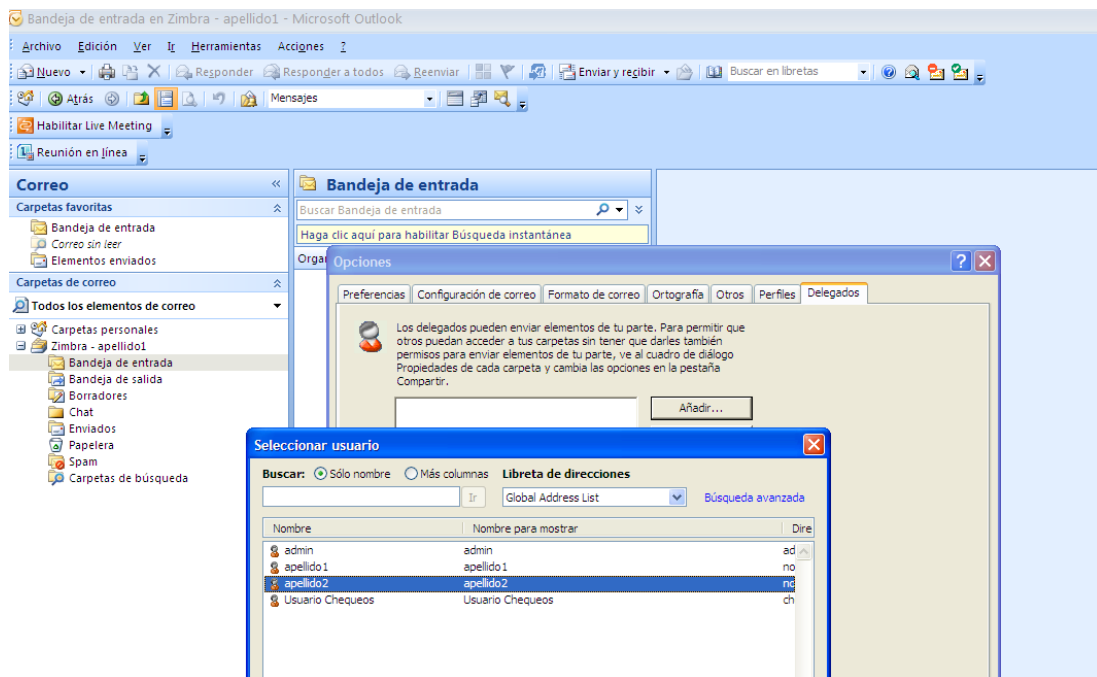 Bandeja de entrada en Zimbra - apellido1 - Microsoft Outlook
Archivo Edición Ver Ir Herramientas Acciones ?
Nuevo Responder Responder a todos Reenviar Enviar y recibir Buscar en libretas
Atrás Mensajes
Habilitar Live Meeting
Reunión en línea
Correo «
Carpetas favoritas
Bandeja de entrada
Correo sin leer
Elementos enviados
Carpetas de correo
Todos los elementos de correo
Carpetas personales
Zimbra - apellido1
Bandeja de entrada
Bandeja de salida
Borradores
Chat
Enviados
Papelera
Spam
Carpetas de búsqueda
Bandeja de entrada
Buscar Bandeja de entrada
Haga clic aquí para habilitar Búsqueda instantánea
Orga
Opciones
Preferencias Configuración de correo Formato de correo Ortografía Otros Perfiles Delegados
Los delegados pueden enviar elementos de tu parte. Para permitir que
otros puedan acceder a tus carpetas sin tener que darles también
permisos para enviar elementos de tu parte, ve al cuadro de diálogo
Propiedades de cada carpeta y cambia las opciones en la pestaña
Compartir.
Añadir...
Seleccionar usuario
Buscar: Sólo nombre Más columnas Libreta de direcciones
Ir Global Address List Búsqueda avanzada
Nombre Nombre para mostrar Dire
admin admin ad
apellido1 apellido1 no
apellido2 apellido2 no
Usuario Chequeos Usuario Chequeos ch